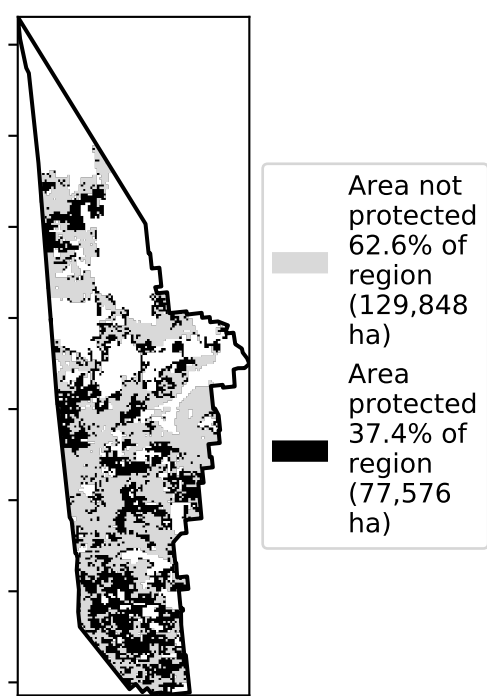 Area not
protected
62.6% of
region
(129,848
ha)
Area
protected
37.4% of
region
(77,576
ha)